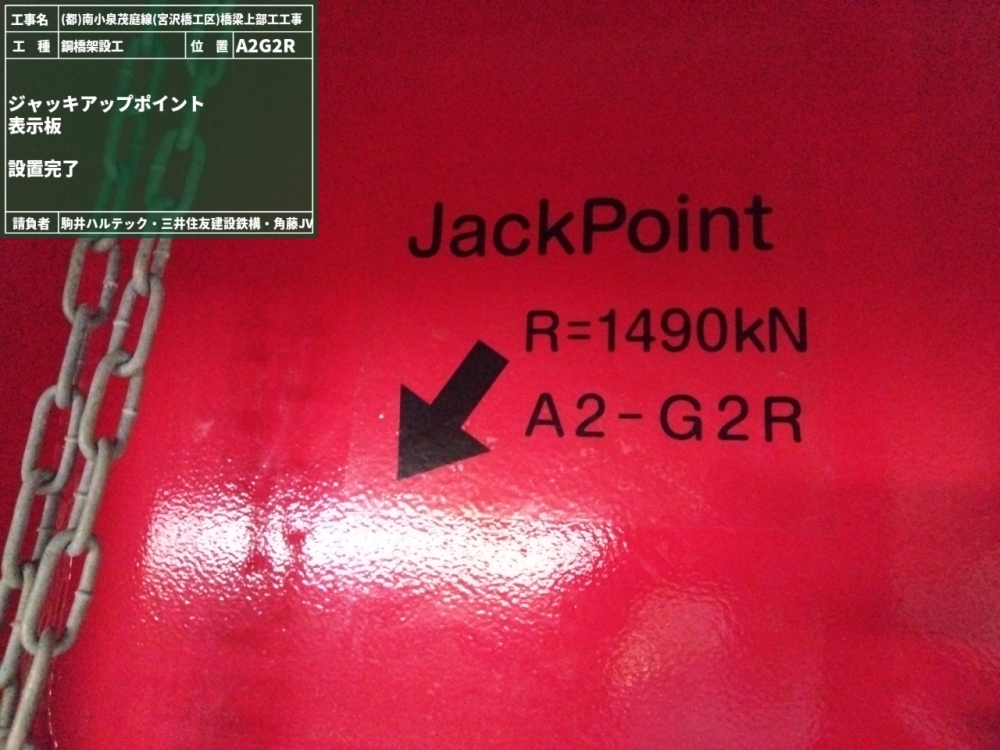 工事名 (都)南小泉茂庭線(宮沢橋工区)橋梁上部工工事
工 種 鋼橋架設工 位 置 A2G2R
ジャッキアップポイント
表示板
設置完了
請負者 駒井ハルテック・三井住友建設鉄構・角藤JV
JackPoint
R=1490kN
A2-G2R